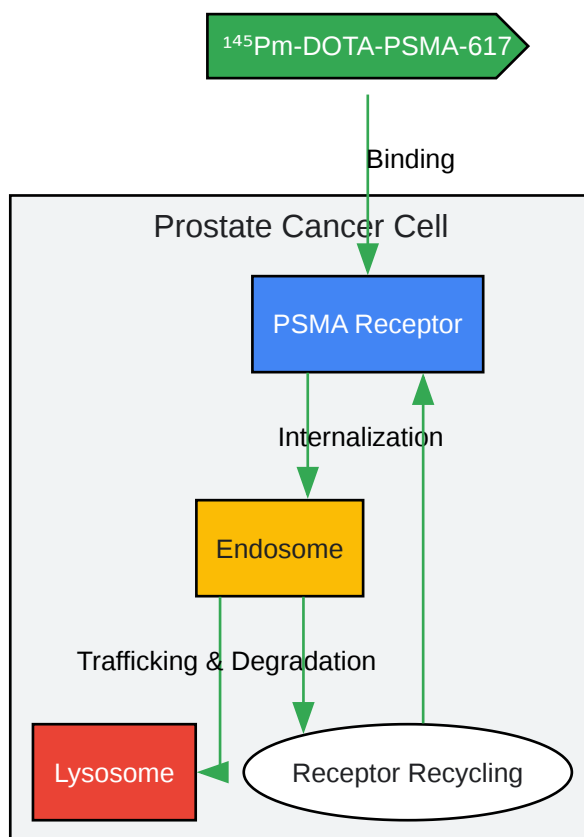 ¹⁴⁵Pm-DOTA-PSMA-617
Binding
Prostate Cancer Cell
PSMA Receptor
Internalization
Endosome
Trafficking & Degradation
Lysosome
Receptor Recycling